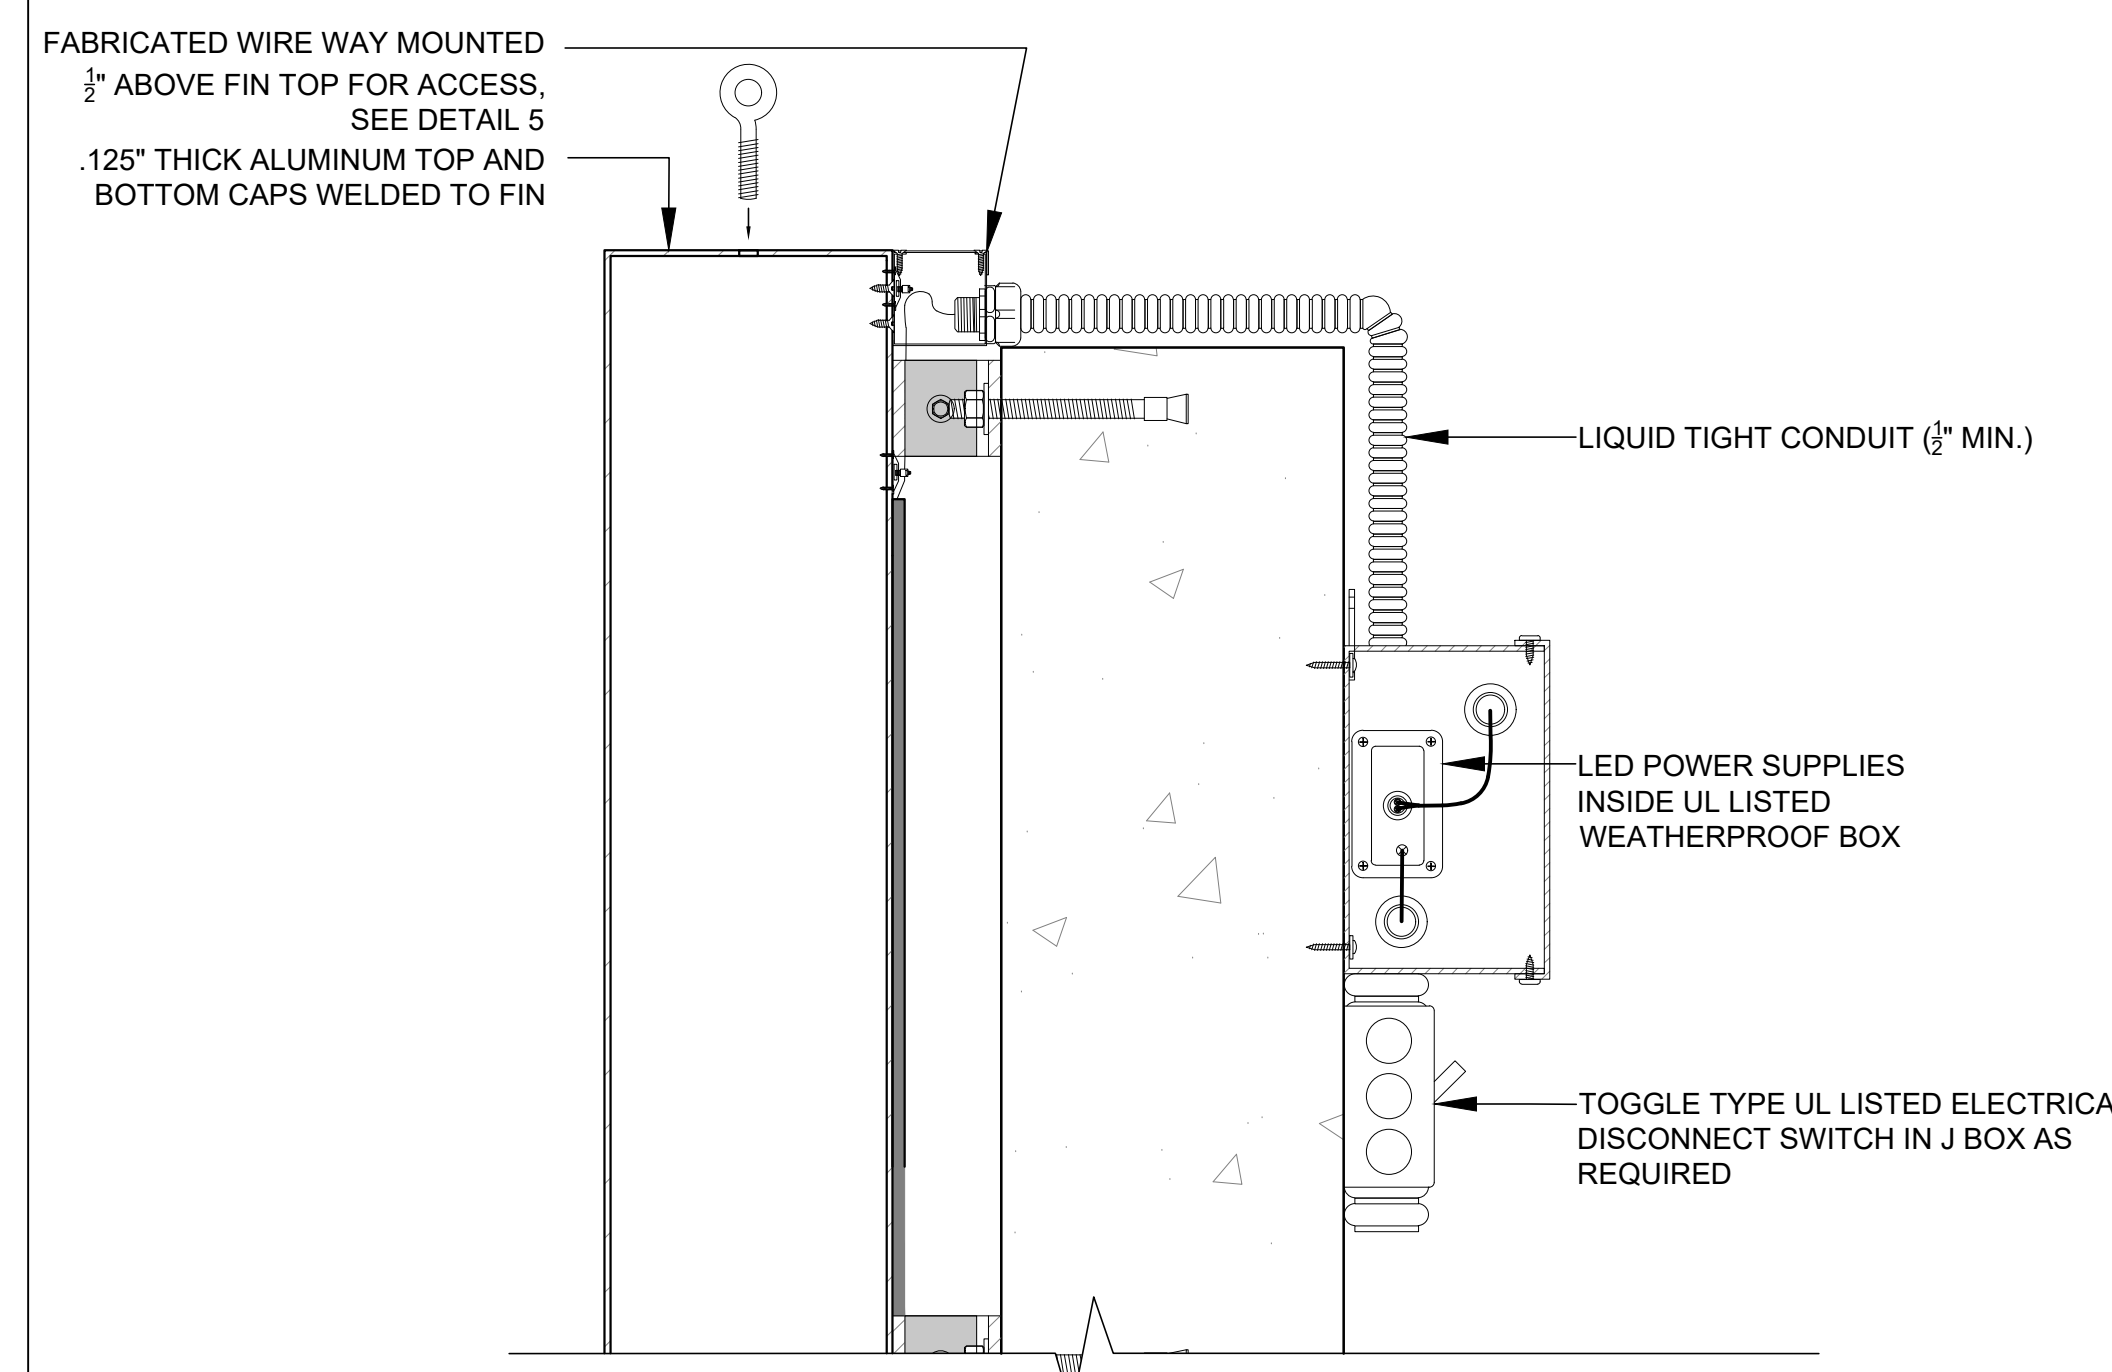 FABRICATED WIRE WAY MOUNTED
½" ABOVE FIN TOP FOR ACCESS,
SEE DETAIL 5
.125" THICK ALUMINUM TOP AND
BOTTOM CAPS WELDED TO FIN
LIQUID TIGHT CONDUIT (½" MIN.)
LED POWER SUPPLIES
INSIDE UL LISTED
WEATHERPROOF BOX
TOGGLE TYPE UL LISTED ELECTRICA
DISCONNECT SWITCH IN J BOX AS
REQUIRED